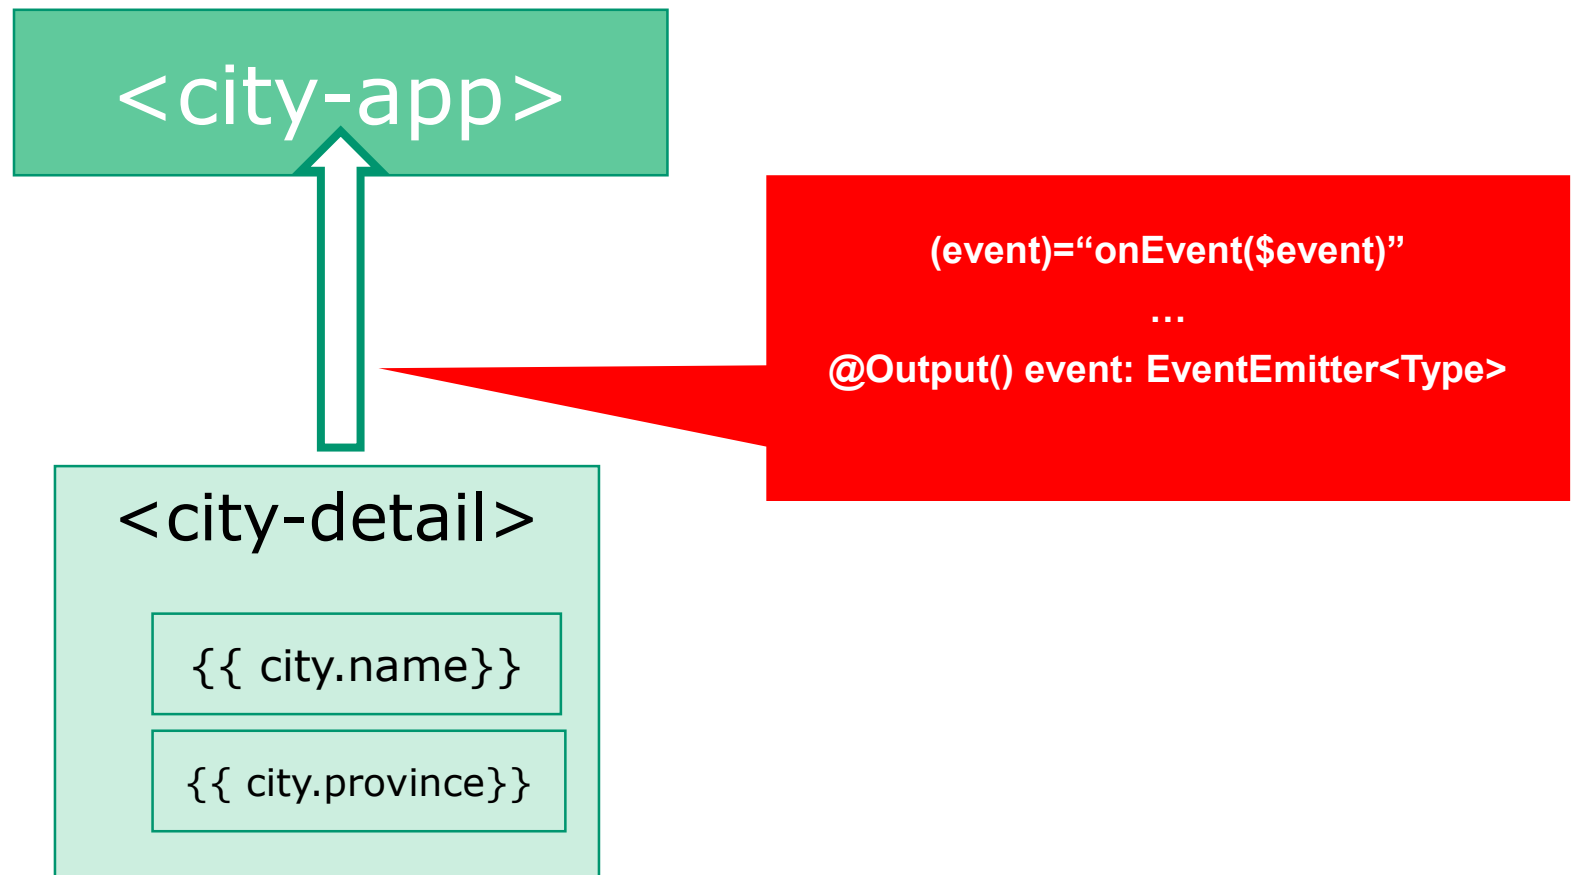 <city-app>
(event)=“onEvent($event)”
…
@Output() event: EventEmitter<Type>
<city-detail>
{{ city.name}}
{{ city.province}}